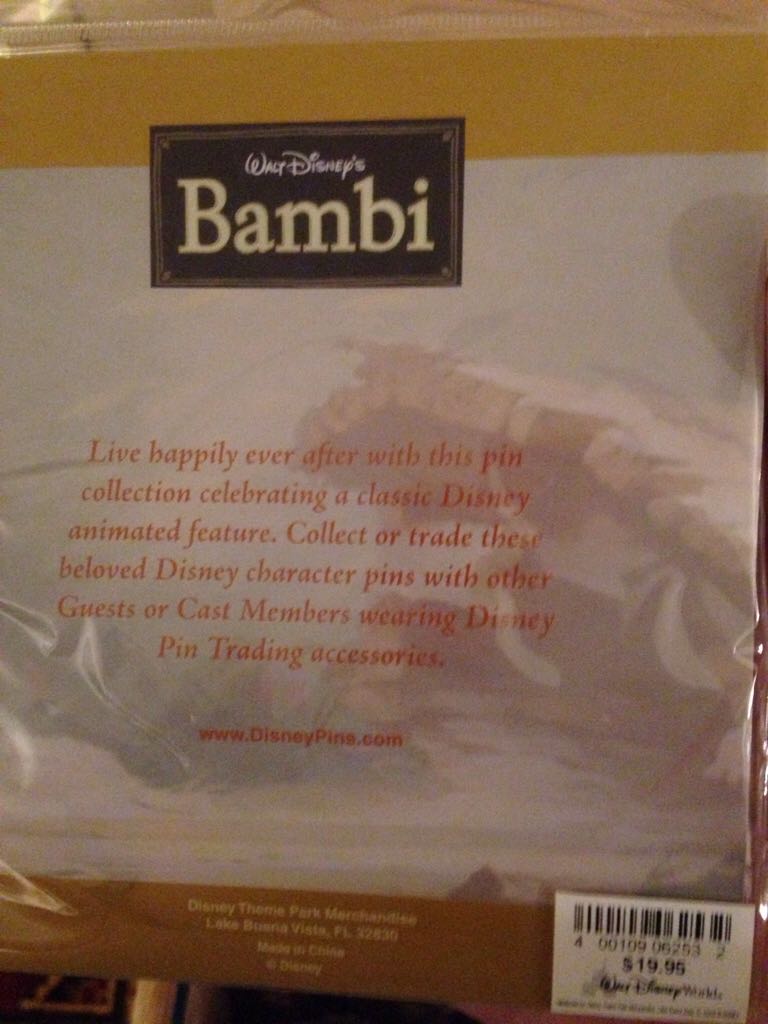 Walt Disney's
Bambi
Live happily ever after with this pin
collection celebrating a classic Disney
animated feature. Collect or trade these
beloved Disney character pins with other
Guests or Cast Members wearing Disney
Pin Trading accessories.
www.DisneyPins.com
Disney Theme Park Merchandise
Lake Buena Vista, FL 32830
Made in China
© Disney
4 00109 06253 2
$19.95
Walt Disney World